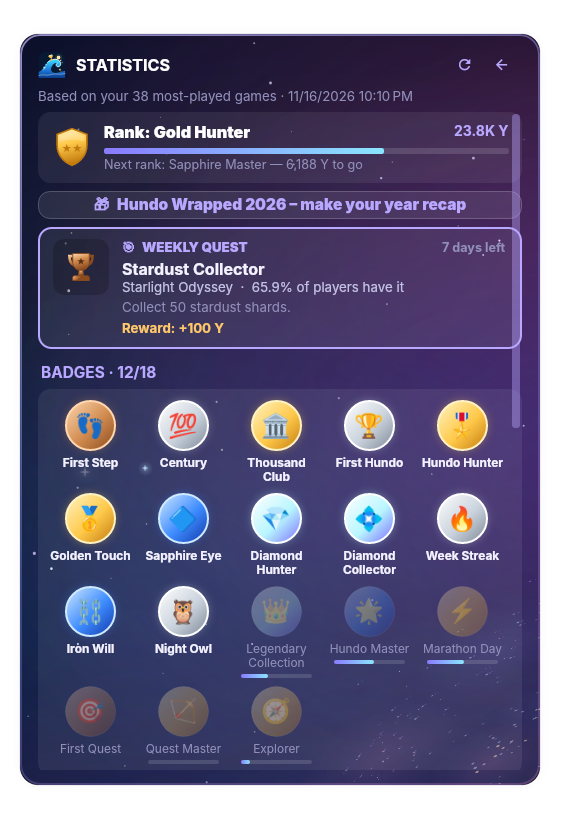 STATISTICS
Based on your 38 most-played games · 11/16/2026 10:10 PM
Rank: Gold Hunter
23.8K Y
Next rank: Sapphire Master — 6,188 Y to go
Hundo Wrapped 2026 – make your year recap
WEEKLY QUEST
7 days left
Stardust Collector
Starlight Odyssey · 65.9% of players have it
Collect 50 stardust shards.
Reward: +100 Y
BADGES · 12/18
100
First Step
Century
Thousand Club
First Hundo
Hundo Hunter
Golden Touch
Sapphire Eye
Diamond Hunter
Diamond Collector
Week Streak
Iron Will
Night Owl
Legendary Collection
Hundo Master
Marathon Day
First Quest
Quest Master
Explorer